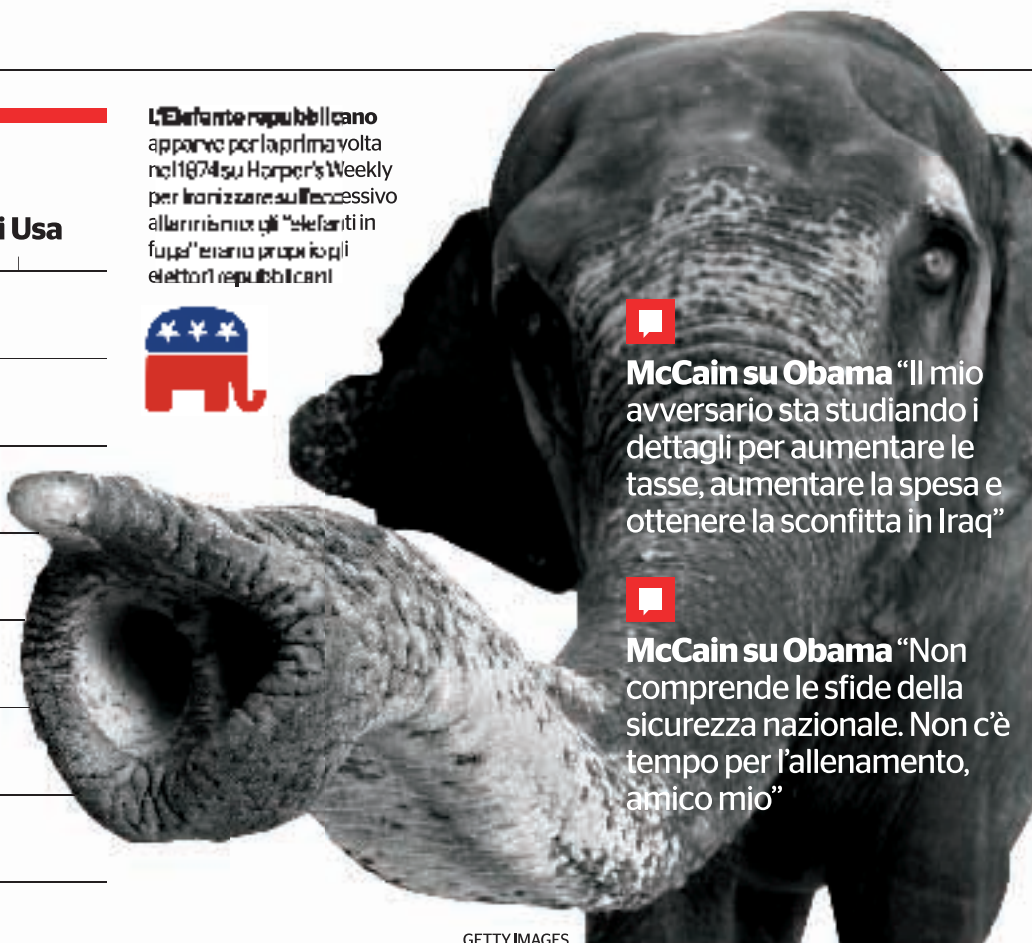 i Usa
L'Elefante repubblicano
apparve per la prima volta
nel 1874 su Harper's Weekly
per ironizzare sull'eccessivo
allarmismo: gli "elefanti in
fuga" erano proprio gli
elettori repubblicani
McCain su Obama “Il mio
avversario sta studiando i
dettagli per aumentare le
tasse, aumentare la spesa e
ottenere la sconfitta in Iraq”
McCain su Obama “Non
comprende le sfide della
sicurezza nazionale. Non c’è
tempo per l’allenamento,
amico mio”
GETTY IMAGES